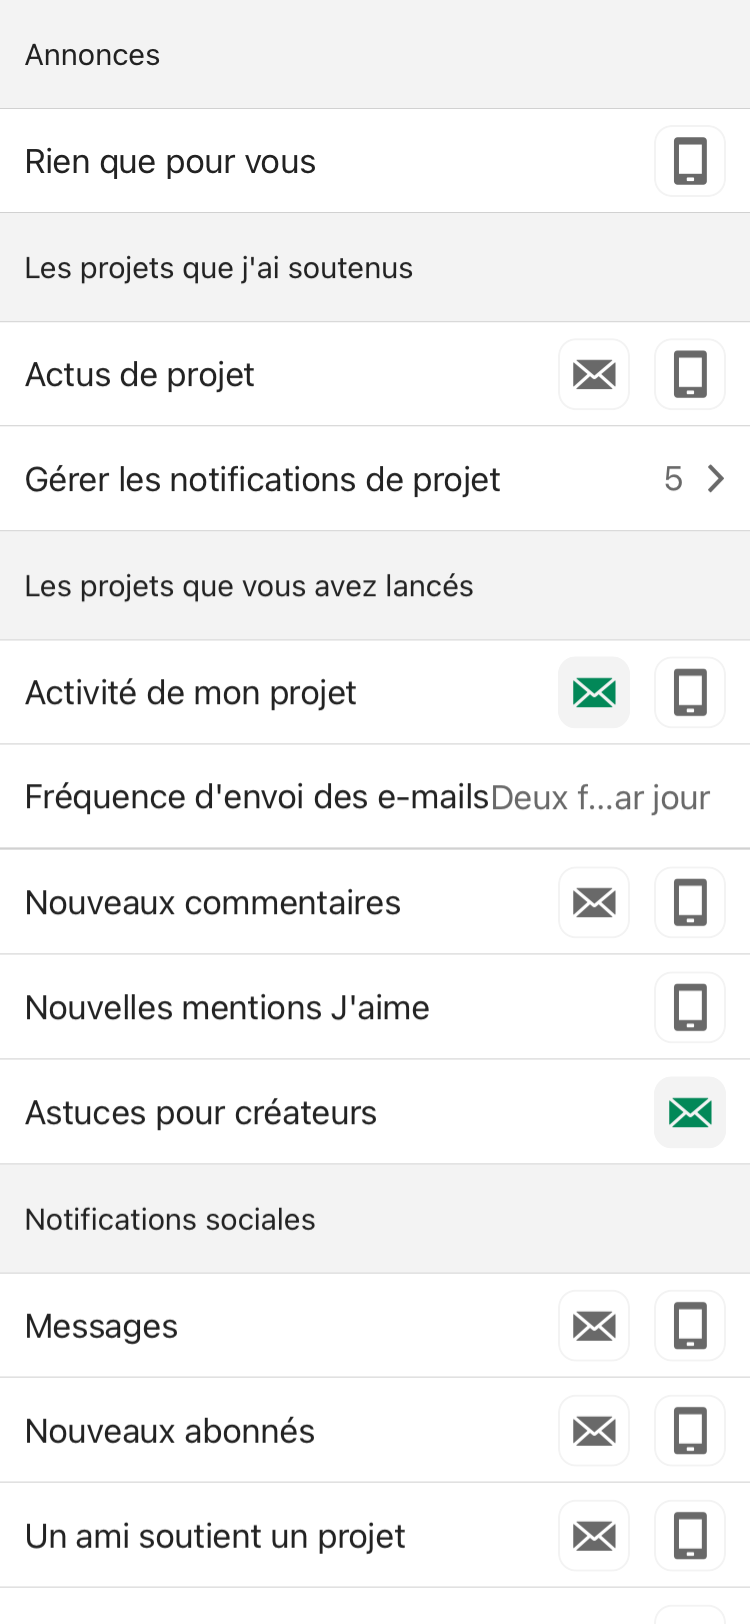 Annonces
Rien que pour vous
Les projets que j'ai soutenus
Actus de projet
Gérer les notifications de projet 5
Les projets que vous avez lancés
Activité de mon projet
Fréquence d'envoi des e-mails Deux f...ar jour
Nouveaux commentaires
Nouvelles mentions J'aime
Astuces pour créateurs
Notifications sociales
Messages
Nouveaux abonnés
Un ami soutient un projet